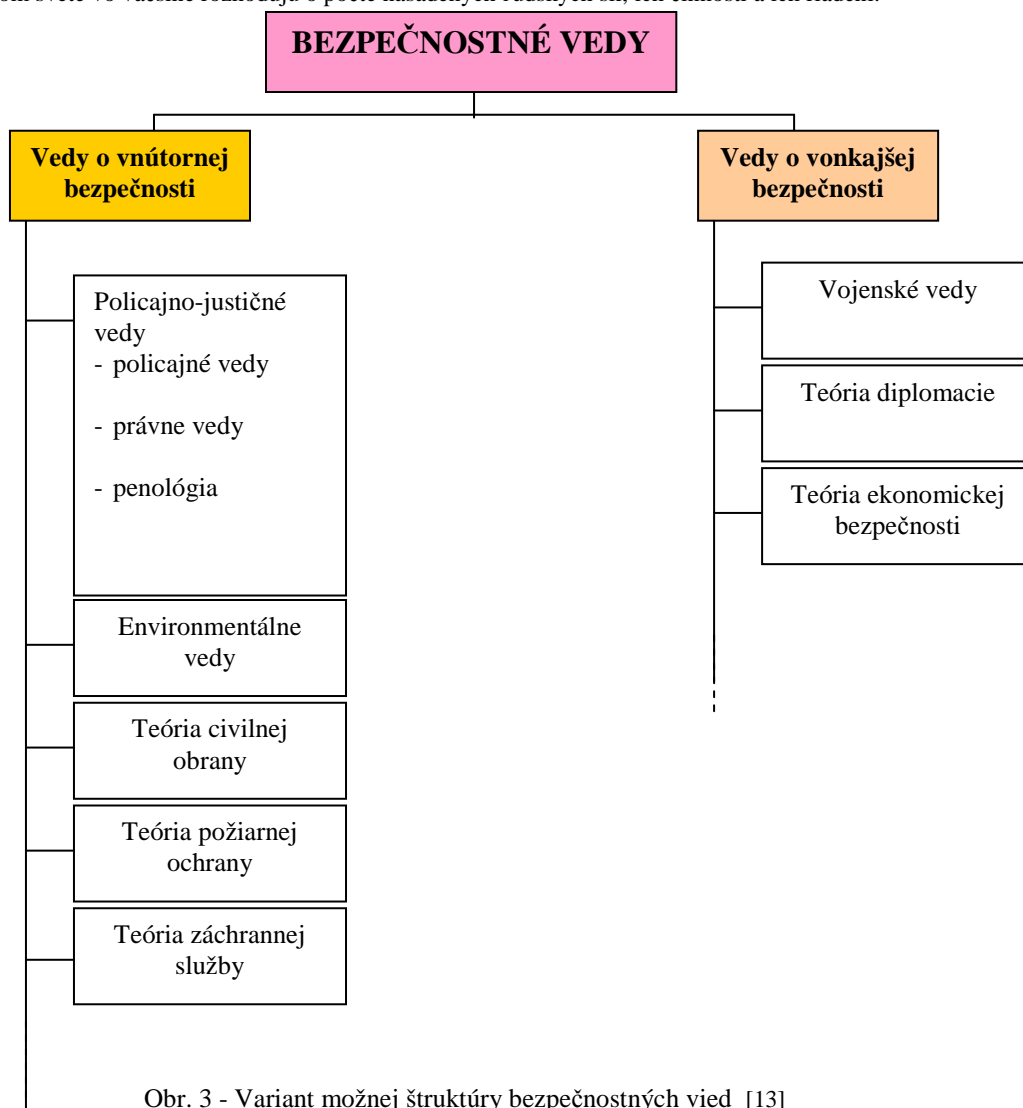 BEZPEČNOSTNÉ VEDY
Vedy o vnútornej
bezpečnosti
Policajno-justičné
vedy
- policajné vedy
- právne vedy
- penológia
Environmentálne
vedy
Teória civilnej
obrany
Teória požiarnej
ochrany
Teória záchrannej
služby
Vedy o vonkajšej
bezpečnosti
Vojenské vedy
Teória diplomacie
Teória ekonomickej
bezpečnosti
Obr. 3 - Variant možnej štruktúry bezpečnostných vied [13]